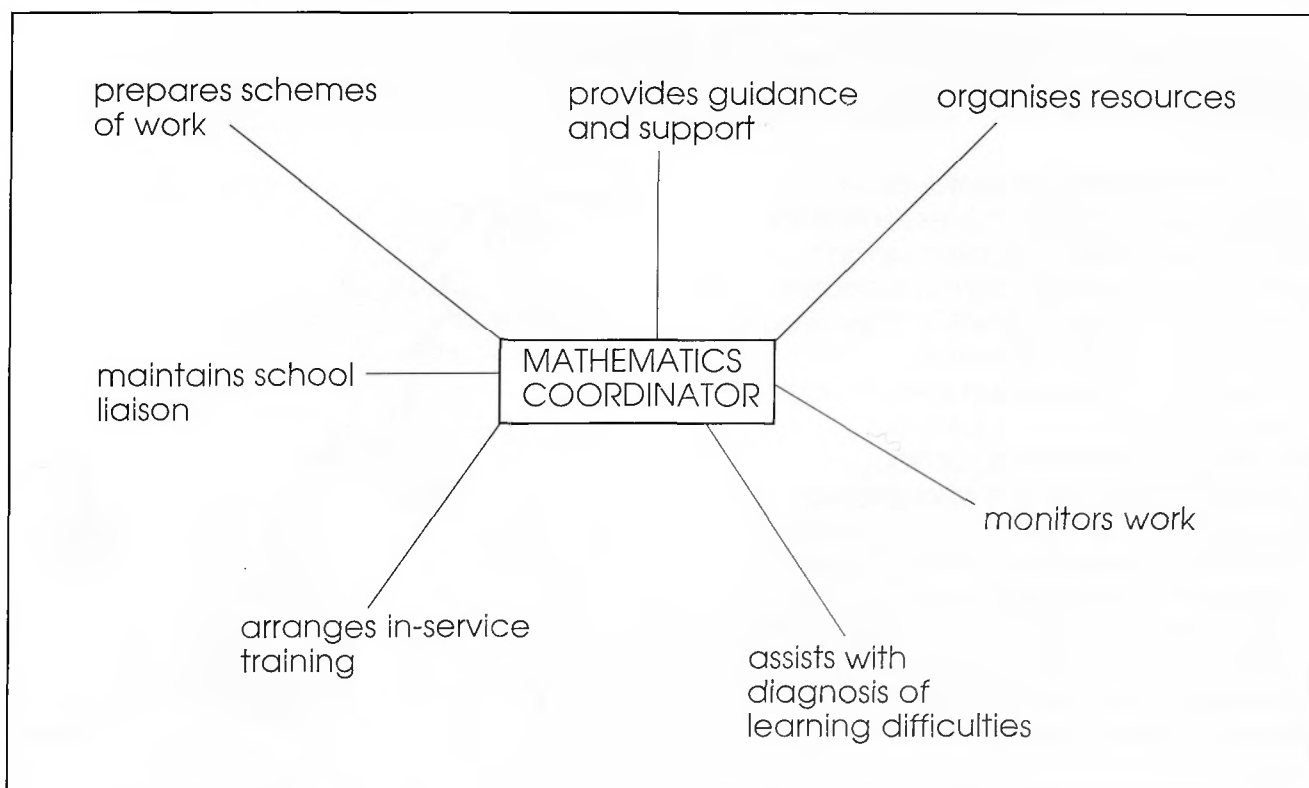 prepares schemes
of work
provides guidance
and support
organises resources
MATHEMATICS
COORDINATOR
maintains school
liaison
monitors work
arranges in-service
training
assists with
diagnosis of
learning difficulties